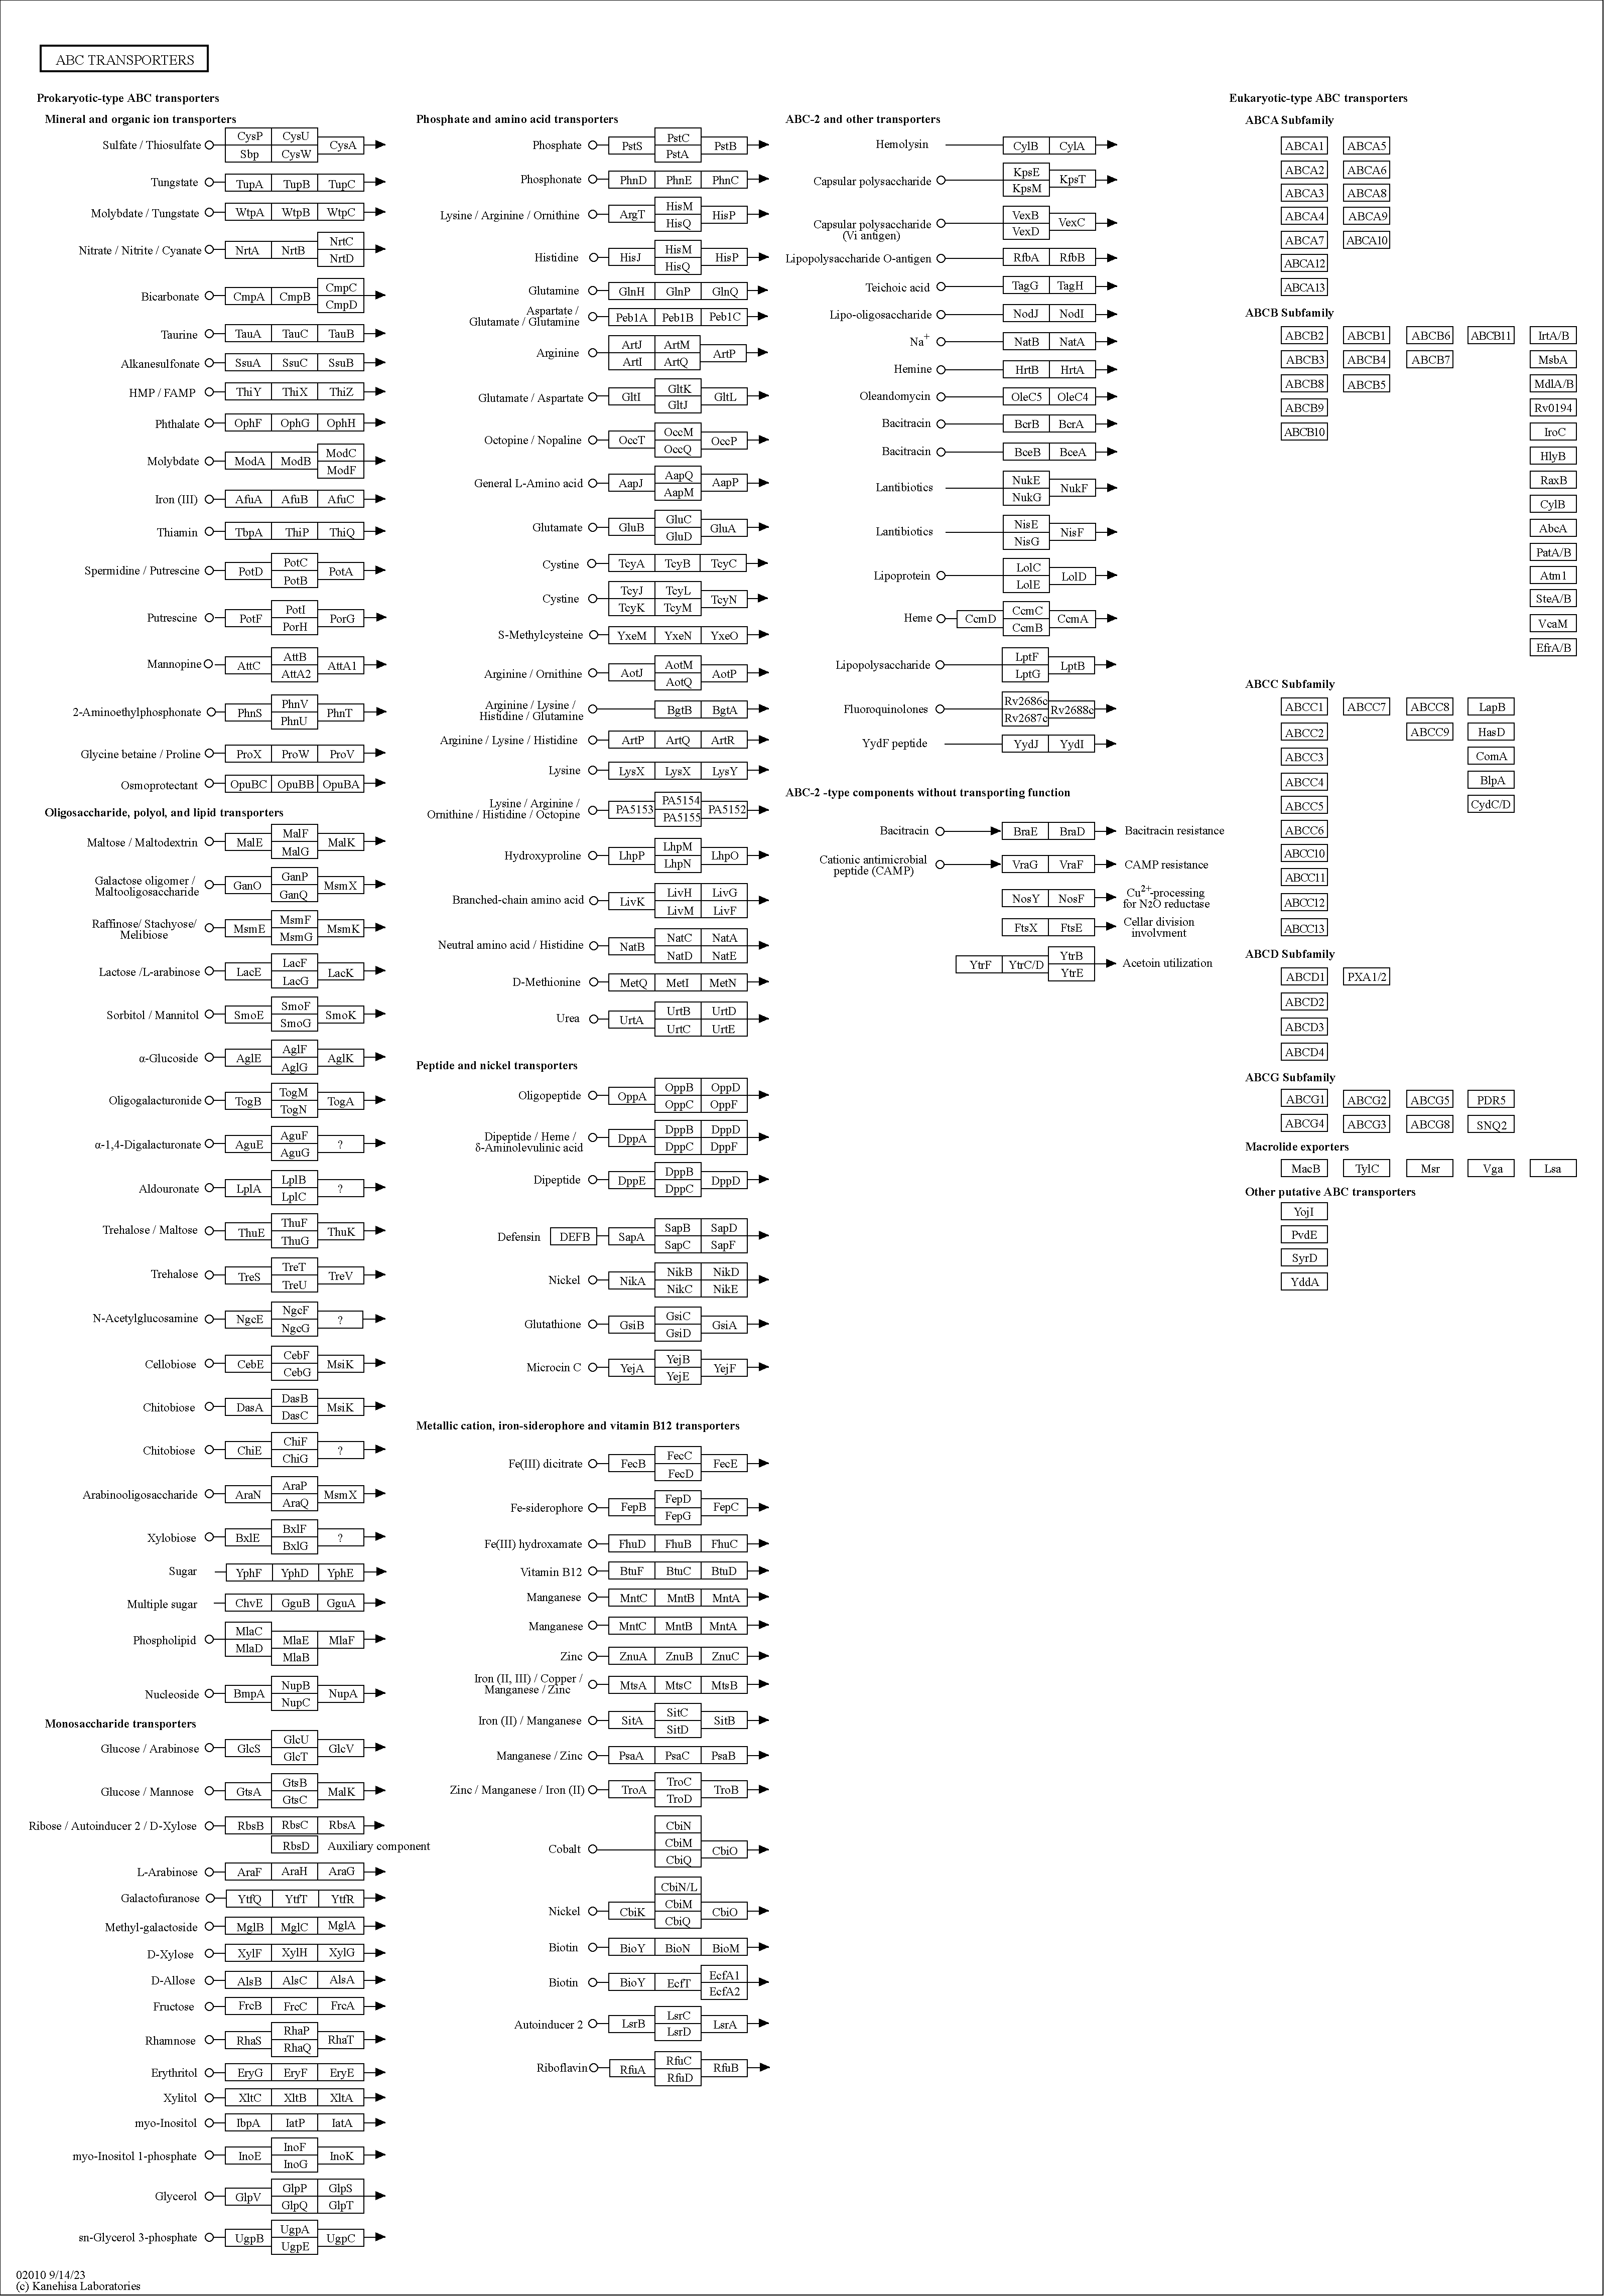 ABC TRANSPORTERS
Prokaryotic-type ABC transporters
Mineral and organic ion transporters
CysP CysU
Sulfate / Thiosulfate CysA
Sbp CysW
Tungstate TupA TupB TupC
Molybdate / Tungstate WtpA WtpB WtpC
NrtC
Nitrate / Nitrite / Cyanate NrtA NrtB
NrtD
CmpC
Bicarbonate CmpA CmpB
CmpD
Taurine TauA TauC TauB
Alkanesulfonate SsuA SsuC SsuB
HMP / FAMP ThiY ThiX ThiZ
Phthalate OphF OphG OphH
ModC
Molybdate ModA ModB
ModF
Iron (III) AfuA AfuB AfuC
Thiamin TbpA ThiP ThiQ
PotC
Spermidine / Putrescine PotD PotA
PotB
PotI
Putrescine PotF PorG
PorH
AttB
Mannopine AttC AttA1
AttA2
PhnV
2-Aminoethylphosphonate PhnS PhnT
PhnU
Glycine betaine / Proline ProX ProW ProV
Osmoprotectant OpuBC OpuBB OpuBA
Oligosaccharide, polyol, and lipid transporters
MalF
Maltose / Maltodextrin MalE MalK
MalG
Galactose oligomer / GanP
Maltooligosaccharide GanO MsmX
GanQ
Raffinose/ Stachyose/ MsmF
Melibiose MsmE MsmK
MsmG
LacF
Lactose /L-arabinose LacE LacK
LacG
SmoF
Sorbitol / Mannitol SmoE SmoK
SmoG
AglF
α-Glucoside AglE AglK
AglG
TogM
Oligogalacturonide TogB TogA
TogN
AguF
α-1,4-Digalacturonate AguE ?
AguG
LplB
Aldouronate LplA ?
LplC
ThuF
Trehalose / Maltose ThuE ThuK
ThuG
TreT
Trehalose TreS TreV
TreU
NgcF
N-Acetylglucosamine NgcE ?
NgcG
CebF
Cellobiose CebE MsiK
CebG
DasB
Chitobiose DasA MsiK
DasC
ChiF
Chitobiose ChiE ?
ChiG
AraP
Arabinooligosaccharide AraN MsmX
AraQ
BxlF
Xylobiose BxlE ?
BxlG
Sugar YphF YphD YphE
Multiple sugar ChvE GguB GguA
MlaC
Phospholipid MlaE MlaF
MlaD
MlaB
NupB
Nucleoside BmpA NupA
NupC
Monosaccharide transporters
GlcU
Glucose / Arabinose GlcS GlcV
GlcT
GtsB
Glucose / Mannose GtsA MalK
GtsC
Ribose / Autoinducer 2 / D-Xylose RbsB RbsC RbsA
RbsD Auxiliary component
L-Arabinose AraF AraH AraG
Galactofuranose YtfQ YtfT YtfR
Methyl-galactoside MglB MglC MglA
D-Xylose XylF XylH XylG
D-Allose AlsB AlsC AlsA
Fructose FrcB FrcC FrcA
RhaP
Rhamnose RhaS RhaT
RhaQ
Erythritol EryG EryF EryE
Xylitol XltC XltB XltA
myo-Inositol IbpA IatP IatA
InoF
myo-Inositol 1-phosphate InoE InoK
InoG
GlpP GlpS
Glycerol GlpV
GlpQ GlpT
UgpA
sn-Glycerol 3-phosphate UgpB UgpC
UgpE
02010 9/14/23
(c) Kanehisa Laboratories
Phosphate and amino acid transporters
PstC
Phosphate PstS PstB
PstA
Phosphonate PhnD PhnE PhnC
HisM
Lysine / Arginine / Ornithine ArgT HisP
HisQ
HisM
Histidine HisJ HisP
HisQ
Glutamine GlnH GlnP GlnQ
Aspartate /
Glutamate / Glutamine Peb1A Peb1B Peb1C
ArtJ ArtM
Arginine ArtP
ArtI ArtQ
GltK
Glutamate / Aspartate GltI GltL
GltJ
OccM
Octopine / Nopaline OccT OccP
OccQ
AapQ
General L-Amino acid AapJ AapP
AapM
GluC
Glutamate GluB GluA
GluD
Cystine TcyA TcyB TcyC
TcyJ TcyL
Cystine TcyN
TcyK TcyM
S-Methylcysteine YxeM YxeN YxeO
AotM
Arginine / Ornithine AotJ AotP
AotQ
Arginine / Lysine /
Histidine / Glutamine BgtB BgtA
Arginine / Lysine / Histidine ArtP ArtQ ArtR
Lysine LysX LysX LysY
Lysine / Arginine / PA5154
Ornithine / Histidine / Octopine PA5153 PA5152
PA5155
LhpM
Hydroxyproline LhpP LhpO
LhpN
LivH LivG
Branched-chain amino acid LivK
LivM LivF
NatC NatA
Neutral amino acid / Histidine NatB
NatD NatE
D-Methionine MetQ MetI MetN
UrtB UrtD
Urea UrtA
UrtC UrtE
Peptide and nickel transporters
OppB OppD
Oligopeptide OppA
OppC OppF
Dipeptide / Heme / DppB DppD
δ-Aminolevulinic acid DppA
DppC DppF
DppB
Dipeptide DppE DppD
DppC
SapB SapD
Defensin DEFB SapA
SapC SapF
NikB NikD
Nickel NikA
NikC NikE
GsiC
Glutathione GsiB GsiA
GsiD
YejB
Microcin C YejA YejF
YejE
Metallic cation, iron-siderophore and vitamin B12 transporters
FecC
Fe(III) dicitrate FecB FecE
FecD
FepD
Fe-siderophore FepB FepC
FepG
Fe(III) hydroxamate FhuD FhuB FhuC
Vitamin B12 BtuF BtuC BtuD
Manganese MntC MntB MntA
Manganese MntC MntB MntA
Zinc ZnuA ZnuB ZnuC
Iron (II, III) / Copper /
Manganese / Zinc MtsA MtsC MtsB
SitC
Iron (II) / Manganese SitA SitB
SitD
Manganese / Zinc PsaA PsaC PsaB
TroC
Zinc / Manganese / Iron (II) TroA TroB
TroD
CbiN
CbiM
Cobalt CbiO
CbiQ
CbiN/L
CbiM
Nickel CbiK CbiO
CbiQ
Biotin BioY BioN BioM
EcfA1
Biotin BioY EcfT
EcfA2
LsrC
Autoinducer 2 LsrB LsrA
LsrD
RfuC
Riboflavin RfuA RfuB
RfuD
ABC-2 and other transporters
Hemolysin CylB CylA
KpsE
Capsular polysaccharide KpsT
KpsM
VexB
Capsular polysaccharide VexC
(Vi antigen) VexD
Lipopolysaccharide O-antigen RfbA RfbB
Teichoic acid TagG TagH
Lipo-oligosaccharide NodJ NodI
Na+ NatB NatA
Hemine HrtB HrtA
Oleandomycin OleC5 OleC4
Bacitracin BcrB BcrA
Bacitracin BceB BceA
NukE
Lantibiotics NukF
NukG
NisE
Lantibiotics NisF
NisG
LolC
Lipoprotein LolD
LolE
CcmC
Heme CcmD CcmA
CcmB
LptF
Lipopolysaccharide LptB
LptG
Rv2686c
Fluoroquinolones Rv2688c
Rv2687c
YydF peptide YydJ YydI
ABC-2 -type components without transporting function
Bacitracin BraE BraD Bacitracin resistance
Cationic antimicrobial
peptide (CAMP) VraG VraF CAMP resistance
NosY NosF Cu2+-processing
for N2O reductase
FtsX FtsE Cellar division
involvment
YtrB
YtrF YtrC/D Acetoin utilization
YtrE
Eukaryotic-type ABC transporters
ABCA Subfamily
ABCA1 ABCA5
ABCA2 ABCA6
ABCA3 ABCA8
ABCA4 ABCA9
ABCA7 ABCA10
ABCA12
ABCA13
ABCB Subfamily
ABCB2 ABCB1 ABCB6 ABCB11 IrtA/B
ABCB3 ABCB4 ABCB7 MsbA
ABCB8 ABCB5 MdlA/B
ABCB9 Rv0194
ABCB10 IroC
HlyB
RaxB
CylB
AbcA
PatA/B
Atm1
SteA/B
VcaM
EfrA/B
ABCC Subfamily
ABCC1 ABCC7 ABCC8 LapB
ABCC2 ABCC9 HasD
ABCC3 ComA
ABCC4 BlpA
ABCC5 CydC/D
ABCC6
ABCC10
ABCC11
ABCC12
ABCC13
ABCD Subfamily
ABCD1 PXA1/2
ABCD2
ABCD3
ABCD4
ABCG Subfamily
ABCG1 ABCG2 ABCG5 PDR5
ABCG4 ABCG3 ABCG8 SNQ2
Macrolide exporters
MacB TylC Msr Vga Lsa
Other putative ABC transporters
YojI
PvdE
SyrD
YddA